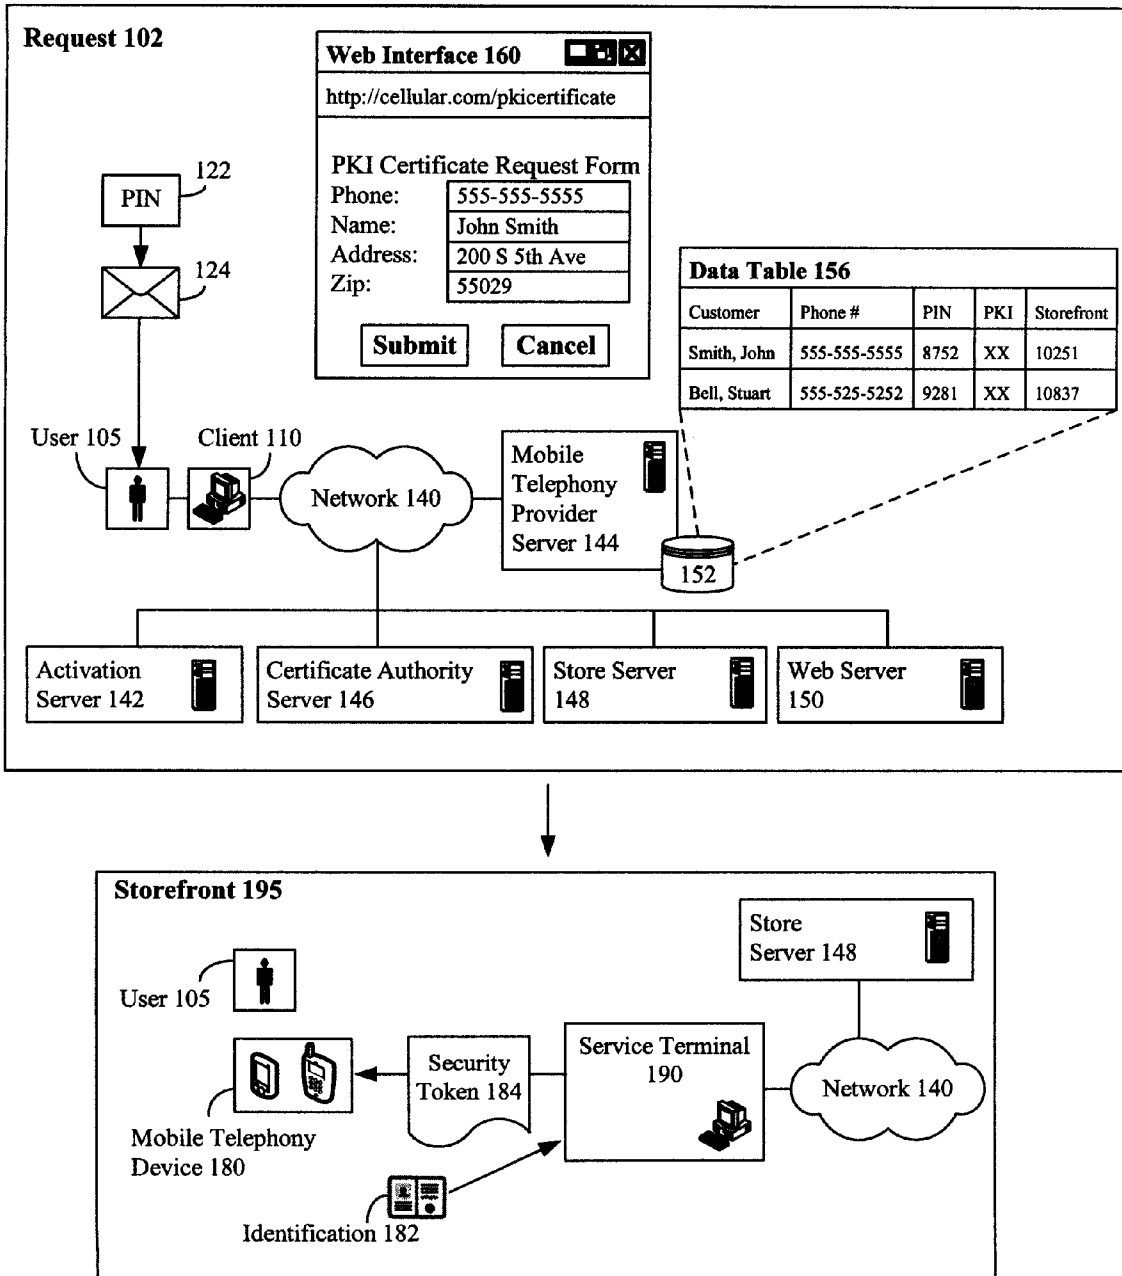 Request 102
Web Interface 160
http://cellular.com/pkicertificate
PKI Certificate Request Form
Phone: 555-555-5555
Name: John Smith
Address: 200 S 5th Ave
Zip: 55029
Submit Cancel
PIN
122
124
Data Table 156
Customer Phone # PIN PKI Storefront
Smith, John 555-555-5555 8752 XX 10251
Bell, Stuart 555-525-5252 9281 XX 10837
User 105
Client 110
Network 140
Mobile
Telephony
Provider
Server 144
152
Activation
Server 142
Certificate Authority
Server 146
Store Server
148
Web Server
150
Storefront 195
Store
Server 148
User 105
Security
Token 184
Service Terminal
190
Network 140
Mobile Telephony
Device 180
Identification 182